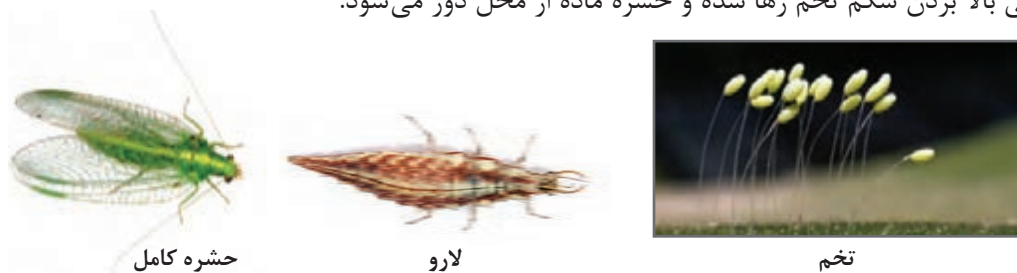 بالا بردن شکم تخم رها شده و حشره ماده از محل دور می‌شود.
تخم
لارو
حشره کامل